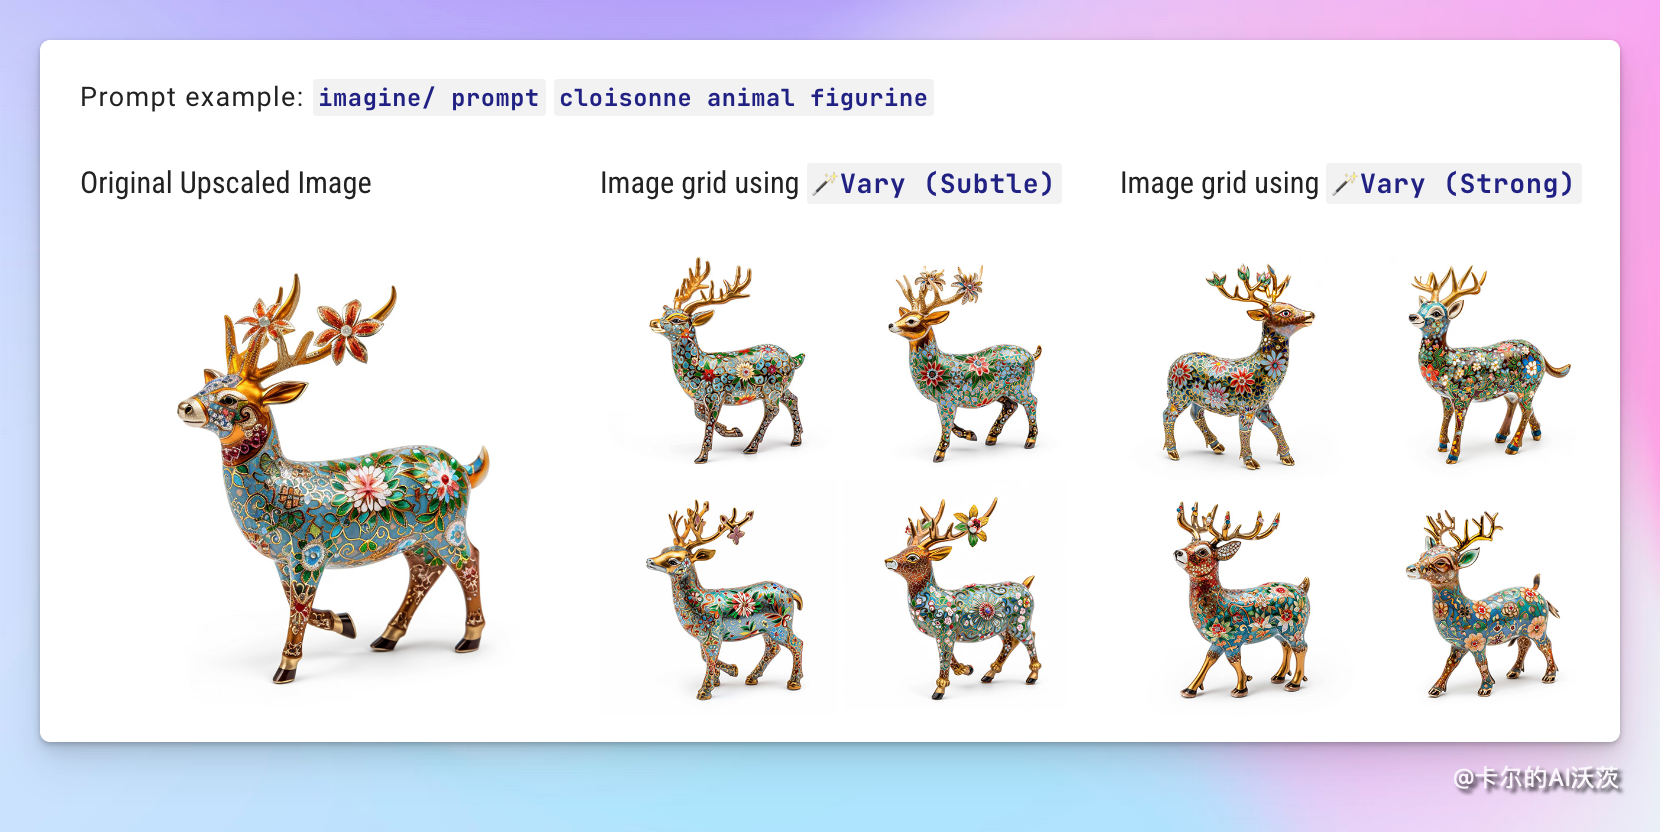 Prompt example: imagine/ prompt cloisonne animal figurine
Original Upscaled Image
Image grid using 🪄Vary (Subtle)
Image grid using 🪄Vary (Strong)
@卡尔的AI沃茨